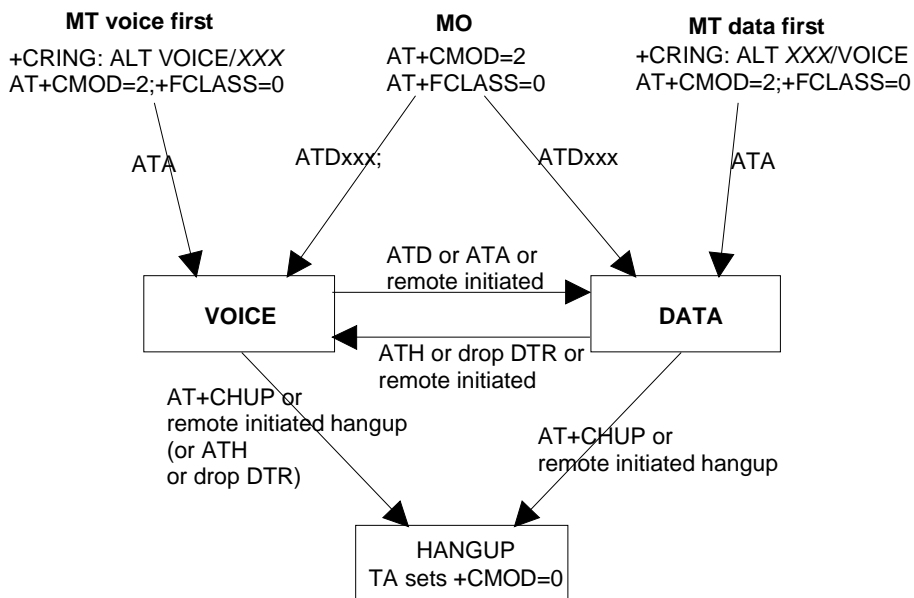 MT voice first
+CRING: ALT VOICE/XXX
AT+CMOD=2;+FCLASS=0
MO
AT+CMOD=2
AT+FCLASS=0
MT data first
+CRING: ALT XXX/VOICE
AT+CMOD=2;+FCLASS=0
ATA
ATDxxx;
ATDxxx
ATA
ATD or ATA or
remote initiated
VOICE
DATA
ATH or drop DTR or
remote initiated
AT+CHUP or
remote initiated hangup
(or ATH
or drop DTR)
AT+CHUP or
remote initiated hangup
HANGUP
TA sets +CMOD=0